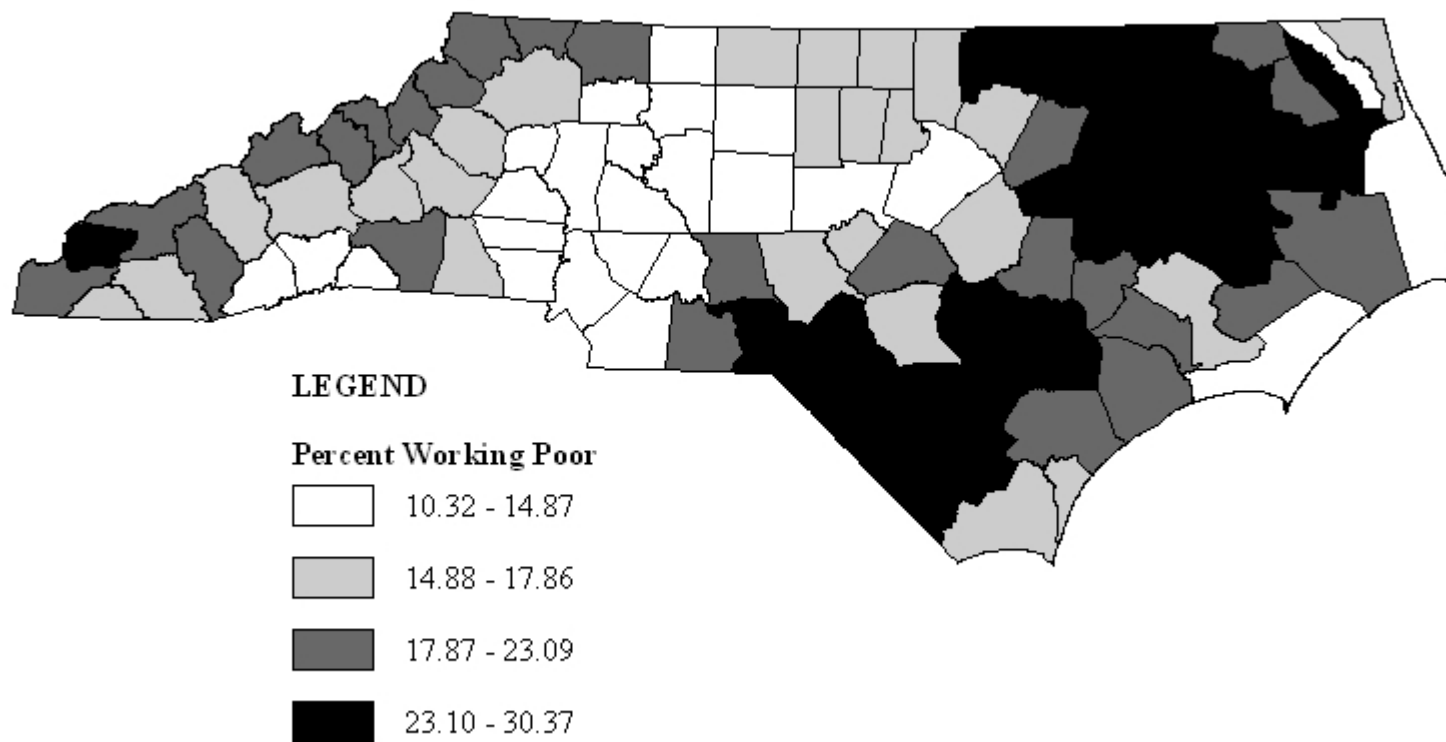 LEGEND
Percent Working Poor
10.32 - 14.87
14.88 - 17.86
17.87 - 23.09
23.10 - 30.37